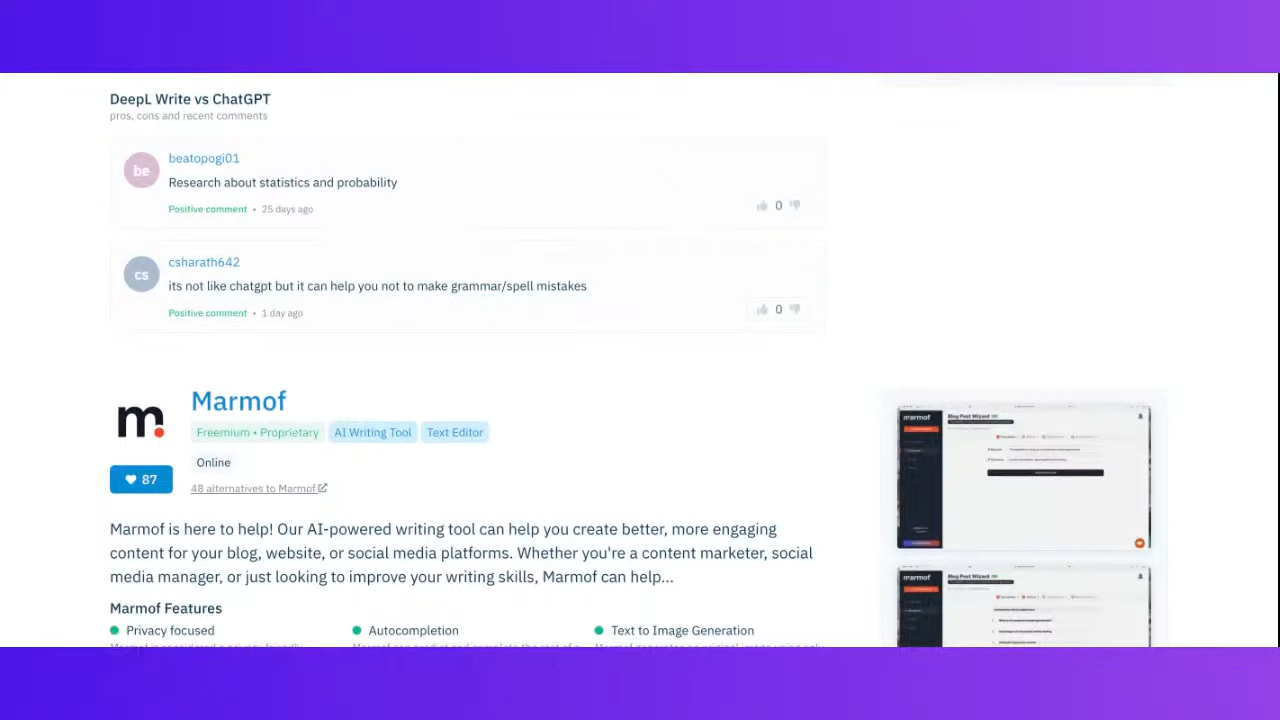 DeepL Write vs ChatGPT
pros, cons and recent comments
be
beatopogi01
Research about statistics and probability
Positive comment • 25 days ago
0
cs
csharath642
its not like chatgpt but it can help you not to make grammar/spell mistakes
Positive comment • 1 day ago
0
m.
Marmof
Freemium • Proprietary
AI Writing Tool
Text Editor
Online
87
48 alternatives to Marmof
Marmof is here to help! Our AI-powered writing tool can help you create better, more engaging
content for your blog, website, or social media platforms. Whether you're a content marketer, social
media manager, or just looking to improve your writing skills, Marmof can help...
Marmof Features
Privacy focused
Autocompletion
Text to Image Generation
marmof
Blog Post Wizard
marmof
Blog Post Wizard